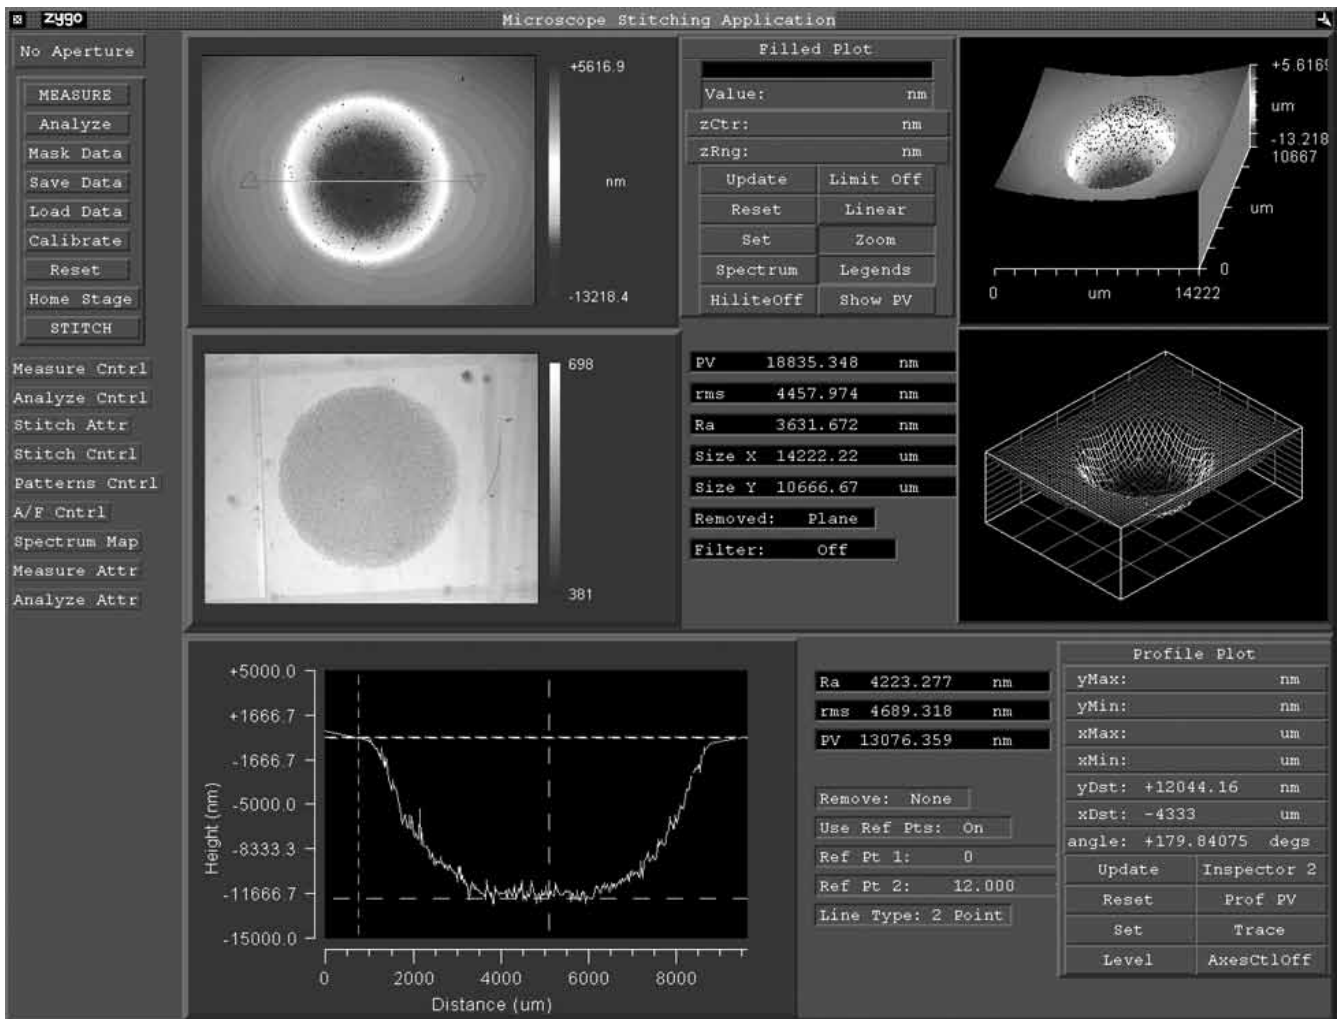 zygo Microscope Stitching Application
No Aperture
MEASURE
Analyze
Mask Data
Save Data
Load Data
Calibrate
Reset
Home Stage
STITCH
Measure Cntrl
Analyze Cntrl
Stitch Attr
Stitch Cntrl
Patterns Cntrl
A/F Cntrl
Spectrum Map
Measure Attr
Analyze Attr
+5616.9
nm
-13218.4
Filled Plot
Value: nm
zCtr: nm
zRng: nm
Update Limit Off
Reset Linear
Set Zoom
Spectrum Legends
HiliteOff Show PV
+5.6169
um
-13.218
10667
um
0
0 um 14222
698
381
PV 18835.348 nm
rms 4457.974 nm
Ra 3631.672 nm
Size X 14222.22 um
Size Y 10666.67 um
Removed: Plane
Filter: Off
+5000.0
+1666.7
-1666.7
-5000.0
-8333.3
-11666.7
-15000.0
Height (nm)
0 2000 4000 6000 8000
Distance (um)
Ra 4223.277 nm
rms 4689.318 nm
PV 13076.359 nm
Remove: None
Use Ref Pts: On
Ref Pt 1: 0
Ref Pt 2: 12.000
Line Type: 2 Point
Profile Plot
yMax: nm
yMin: nm
xMax: um
xMin: um
yDst: +12044.16 nm
xDst: -4333 um
angle: +179.84075 degs
Update Inspector 2
Reset Prof PV
Set Trace
Level AxesCtlOff